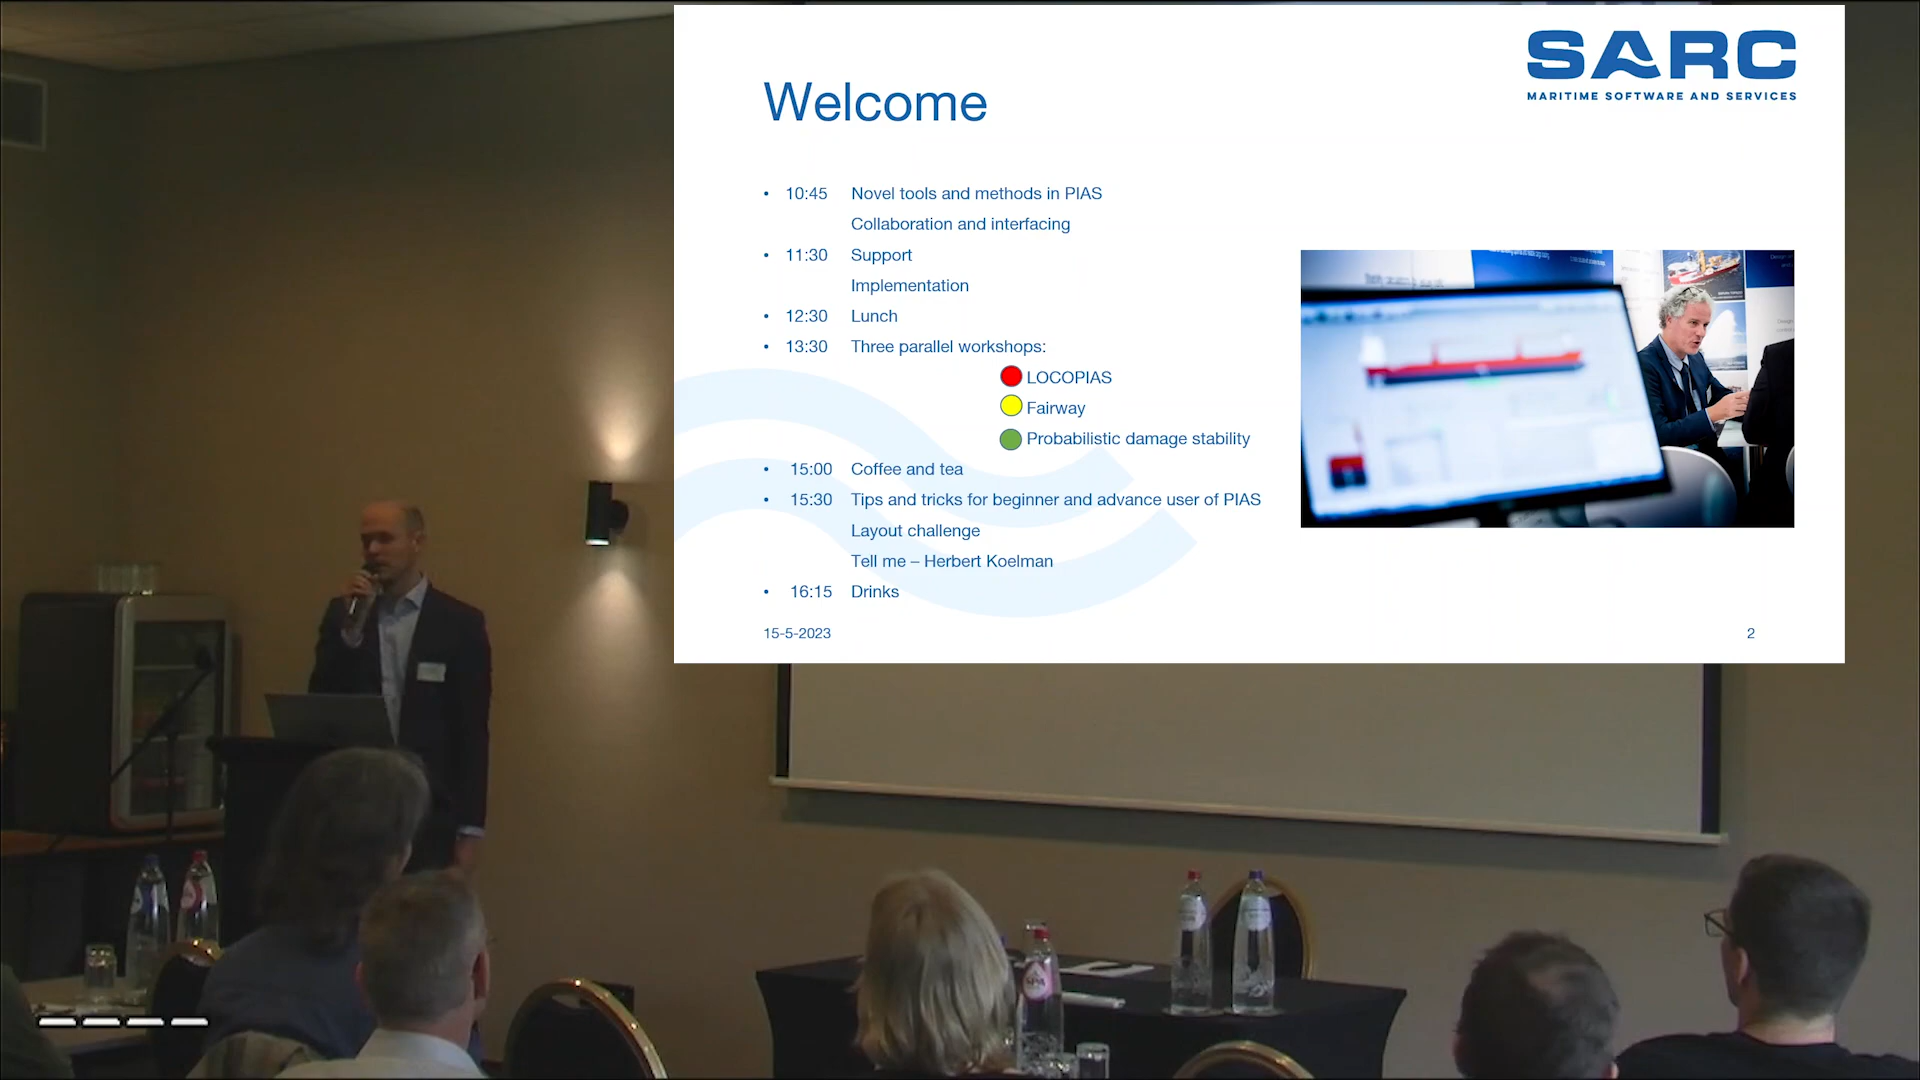 SARC
MARITIME SOFTWARE AND SERVICES
Welcome
• 10:45 Novel tools and methods in PIAS
Collaboration and interfacing
• 11:30 Support
Implementation
• 12:30 Lunch
• 13:30 Three parallel workshops:
LOCOPIAS
Fairway
Probabilistic damage stability
• 15:00 Coffee and tea
• 15:30 Tips and tricks for beginner and advance user of PIAS
Layout challenge
Tell me – Herbert Koelman
• 16:15 Drinks
15-5-2023
2
SPA